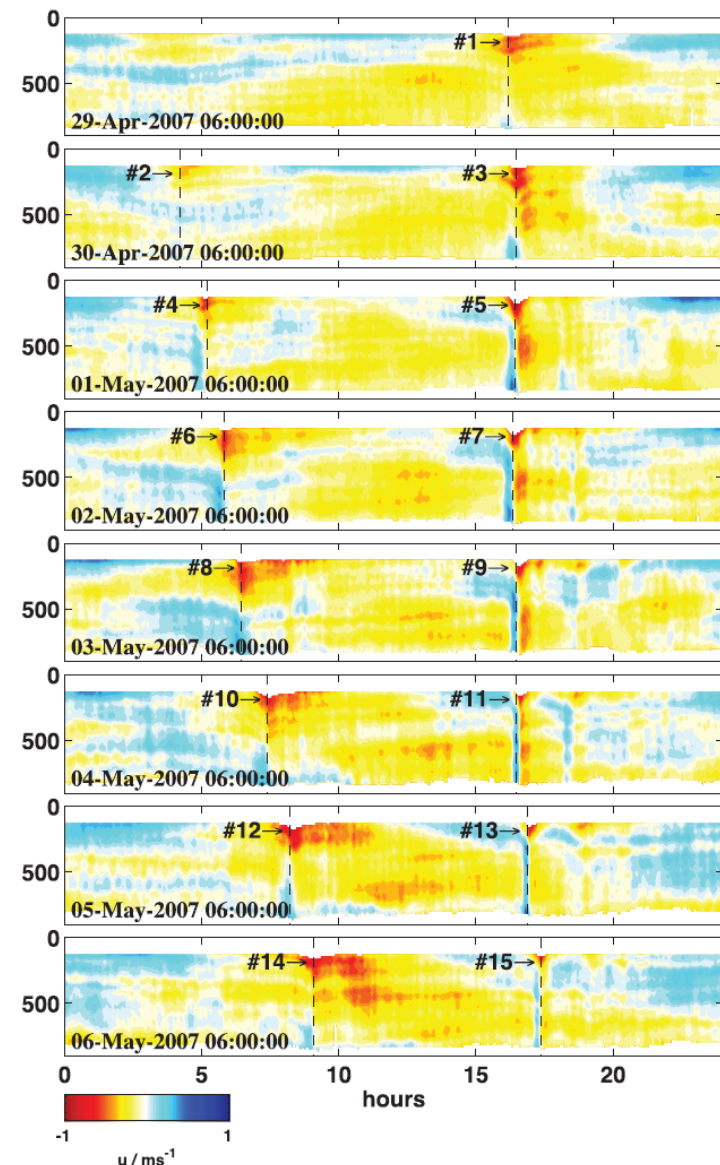 0
#1→
500
29-Apr-2007 06:00:00
0
#2→ #3→
500
30-Apr-2007 06:00:00
0
#4→ #5→
500
01-May-2007 06:00:00
0
#6→ #7→
500
02-May-2007 06:00:00
0
#8→ #9→
500
03-May-2007 06:00:00
0
#10→ #11→
500
04-May-2007 06:00:00
0
#12→ #13→
500
05-May-2007 06:00:00
0
#14→ #15→
500
06-May-2007 06:00:00
0 5 10 15 20
hours
-1 1
u / ms⁻¹